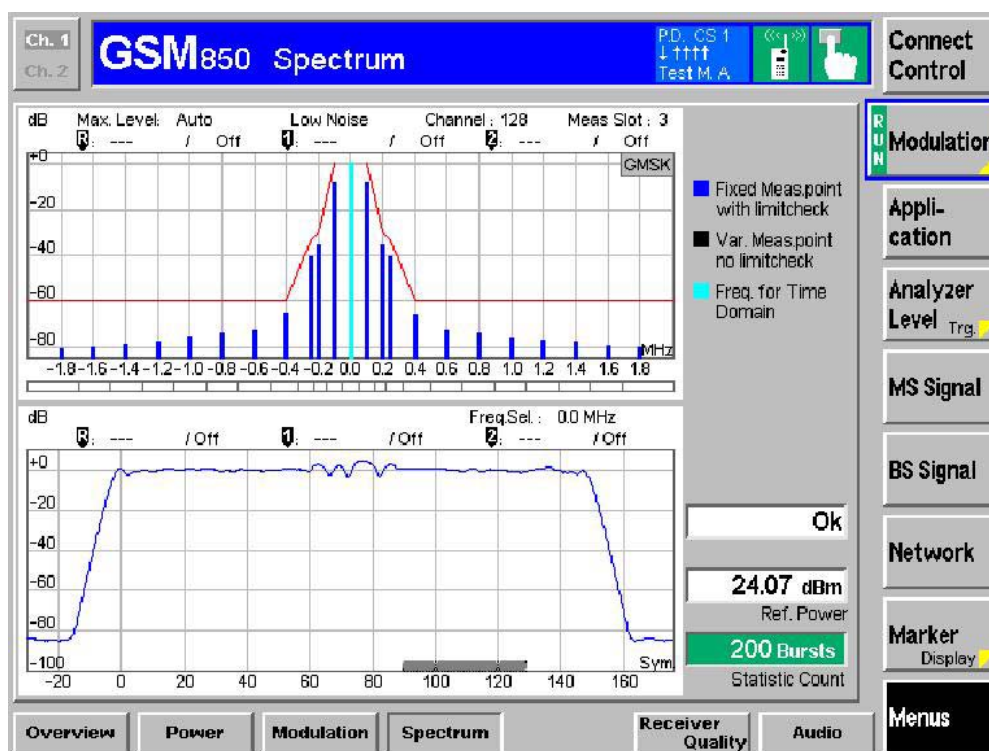 Ch. 1
Ch. 2
GSM850 Spectrum
P.D. CS 1
↓ ↑↑↑↑
Test M. A.
Connect Control
dB Max. Level: Auto Low Noise Channel : 128 Meas Slot : 3
R: --- / Off 1: --- / Off 2: --- / Off
+0
GMSK
-20
-40
-60
-80
MHz
-1.8 -1.6 -1.4 -1.2 -1.0 -0.8 -0.6 -0.4 -0.2 0.0 0.2 0.4 0.6 0.8 1.0 1.2 1.4 1.6 1.8
Fixed Meas.point
with limitcheck
Var. Meas.point
no limitcheck
Freq. for Time
Domain
dB Freq.Sel. : 0.0 MHz
R: --- / Off 1: --- / Off 2: --- / Off
+0
-20
-40
-60
-80
-100
Sym
-20 0 20 40 60 80 100 120 140 160
Ok
24.07 dBm
Ref. Power
200 Bursts
Statistic Count
RUN
Modulation
Appli-
cation
Analyzer
Level Trg.
MS Signal
BS Signal
Network
Marker
Display
Menus
Overview
Power
Modulation
Spectrum
Receiver
Quality
Audio